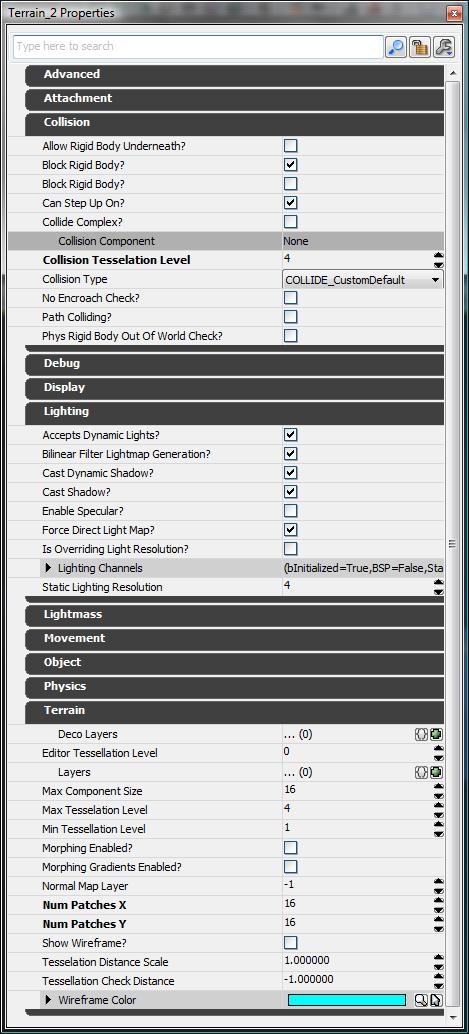 Terrain_2 Properties
Type here to search
Advanced
Attachment
Collision
Allow Rigid Body Underneath?
Block Rigid Body?
Block Rigid Body?
Can Step Up On?
Collide Complex?
Collision Component None
Collision Tesselation Level 4
Collision Type COLLIDE_CustomDefault
No Encroach Check?
Path Colliding?
Phys Rigid Body Out Of World Check?
Debug
Display
Lighting
Accepts Dynamic Lights?
Bilinear Filter Lightmap Generation?
Cast Dynamic Shadow?
Cast Shadow?
Enable Specular?
Force Direct Light Map?
Is Overriding Light Resolution?
Lighting Channels (bInitialized=True,BSP=False,Sta
Static Lighting Resolution 4
Lightmass
Movement
Object
Physics
Terrain
Deco Layers ... (0)
Editor Tessellation Level 0
Layers ... (0)
Max Component Size 16
Max Tesselation Level 4
Min Tessellation Level 1
Morphing Enabled?
Morphing Gradients Enabled?
Normal Map Layer -1
Num Patches X 16
Num Patches Y 16
Show Wireframe?
Tesselation Distance Scale 1.000000
Tessellation Check Distance -1.000000
Wireframe Color